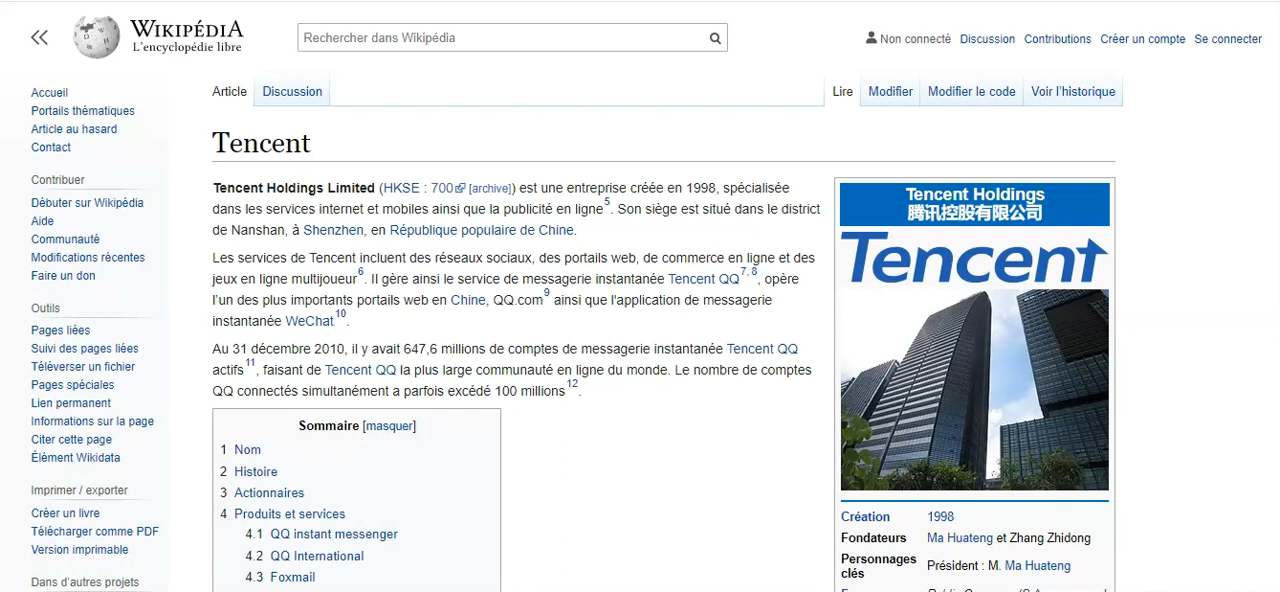 WIKIPÉDIA
L'encyclopédie libre
Rechercher dans Wikipédia
Non connecté Discussion Contributions Créer un compte Se connecter
Accueil
Portails thématiques
Article au hasard
Contact
Contribuer
Débuter sur Wikipédia
Aide
Communauté
Modifications récentes
Faire un don
Outils
Pages liées
Suivi des pages liées
Téléverser un fichier
Pages spéciales
Lien permanent
Informations sur la page
Citer cette page
Élément Wikidata
Imprimer / exporter
Créer un livre
Télécharger comme PDF
Version imprimable
Dans d'autres projets
Article Discussion Lire Modifier Modifier le code Voir l'historique
Tencent
Tencent Holdings Limited (HKSE : 700 [archive]) est une entreprise créée en 1998, spécialisée
dans les services internet et mobiles ainsi que la publicité en ligne5. Son siège est situé dans le district
de Nanshan, à Shenzhen, en République populaire de Chine.
Les services de Tencent incluent des réseaux sociaux, des portails web, de commerce en ligne et des
jeux en ligne multijoueur6. Il gère ainsi le service de messagerie instantanée Tencent QQ7, 8, opère
l'un des plus importants portails web en Chine, QQ.com9 ainsi que l'application de messagerie
instantanée WeChat10.
Au 31 décembre 2010, il y avait 647,6 millions de comptes de messagerie instantanée Tencent QQ
actifs11, faisant de Tencent QQ la plus large communauté en ligne du monde. Le nombre de comptes
QQ connectés simultanément a parfois excédé 100 millions12.
Sommaire [masquer]
1 Nom
2 Histoire
3 Actionnaires
4 Produits et services
4.1 QQ instant messenger
4.2 QQ International
4.3 Foxmail
Tencent Holdings
腾讯控股有限公司
Tencent
Création 1998
Fondateurs Ma Huateng et Zhang Zhidong
Personnages
clés
Président : M. Ma Huateng